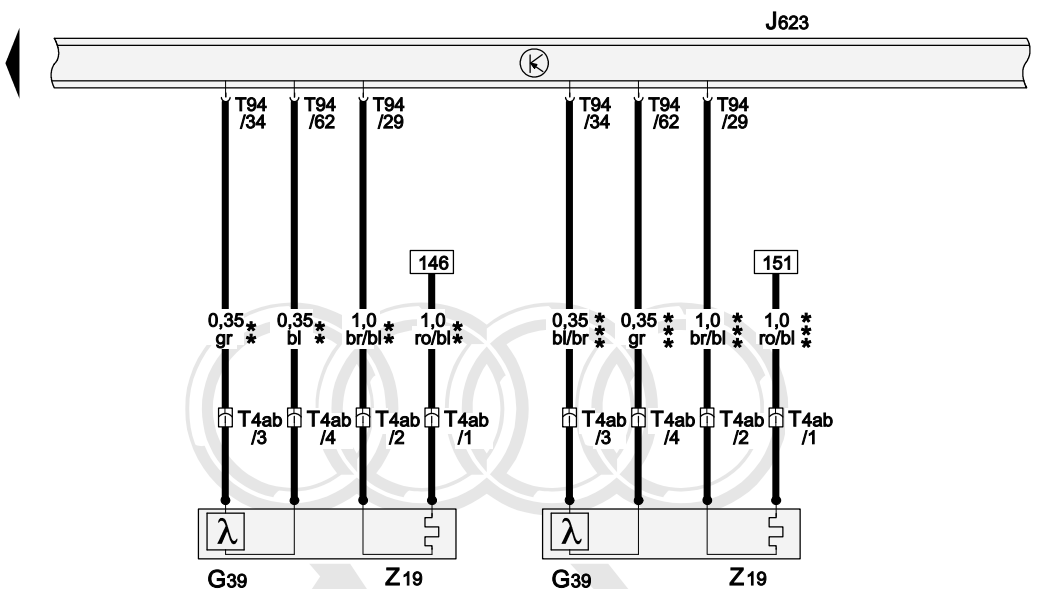 J623
T94 T94 T94 T94 T94 T94
/34 /62 /29 /34 /62 /29
146 151
0,35 * 0,35 * 1,0 * 1,0 * 0,35 * 0,35 * 1,0 * 1,0 *
gr * bl * br/bl * ro/bl * bl/br * * gr * * br/bl * * ro/bl * *
T4ab T4ab T4ab T4ab T4ab T4ab T4ab T4ab
/3 /4 /2 /1 /3 /4 /2 /1
λ λ
G39 Z19 G39 Z19